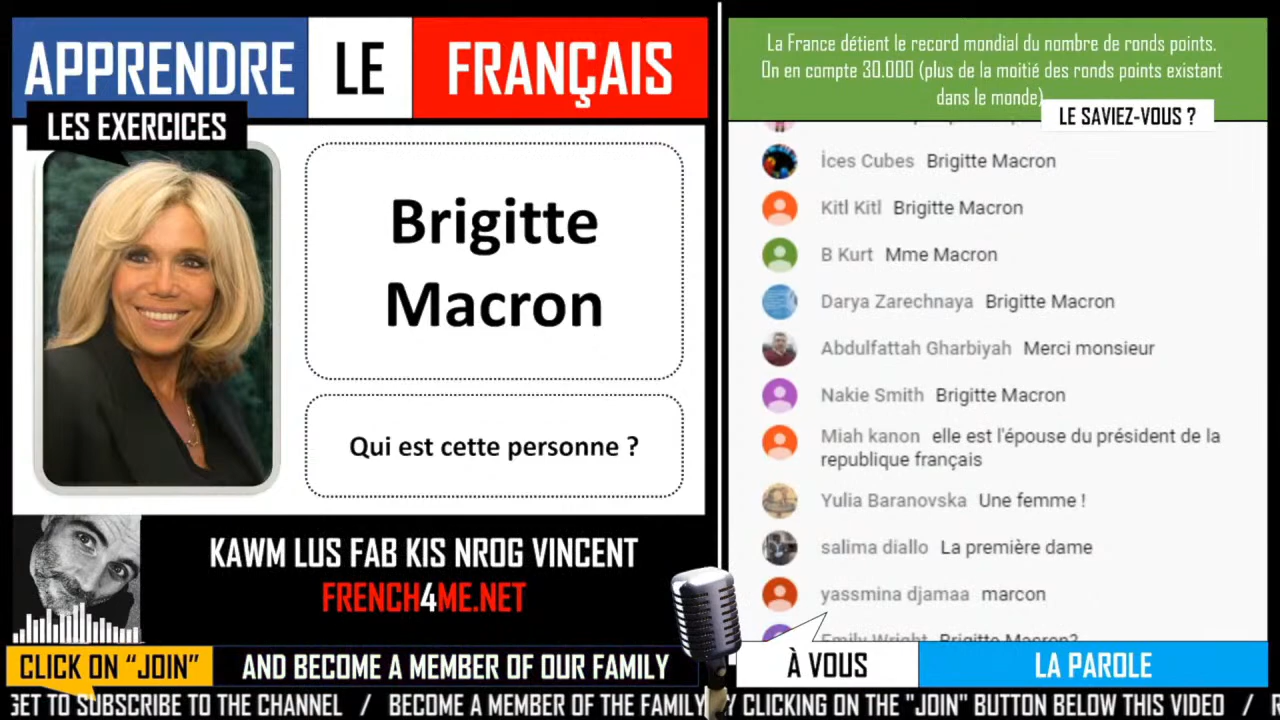 APPRENDRE LE FRANÇAIS
LES EXERCICES
Brigitte
Macron
Qui est cette personne ?
KAWM LUS FAB KIS NROG VINCENT
FRENCH4ME.NET
CLICK ON “JOIN” AND BECOME A MEMBER OF OUR FAMILY
La France détient le record mondial du nombre de ronds points.
On en compte 30.000 (plus de la moitié des ronds points existant
dans le monde)
LE SAVIEZ-VOUS ?
İces Cubes Brigitte Macron
Kitl Kitl Brigitte Macron
B Kurt Mme Macron
Darya Zarechnaya Brigitte Macron
Abdulfattah Gharbiyah Merci monsieur
Nakie Smith Brigitte Macron
Miah kanon elle est l'épouse du président de la
republique français
Yulia Baranovska Une femme !
salima diallo La première dame
yassmina djamaa marcon
Emily Wright Brigitte Macron?
À VOUS LA PAROLE
TO SUBSCRIBE TO THE CHANNEL / BECOME A MEMBER OF THE FAMILY CLICKING ON THE "JOIN" BUTTON BELOW THIS VIDEO /